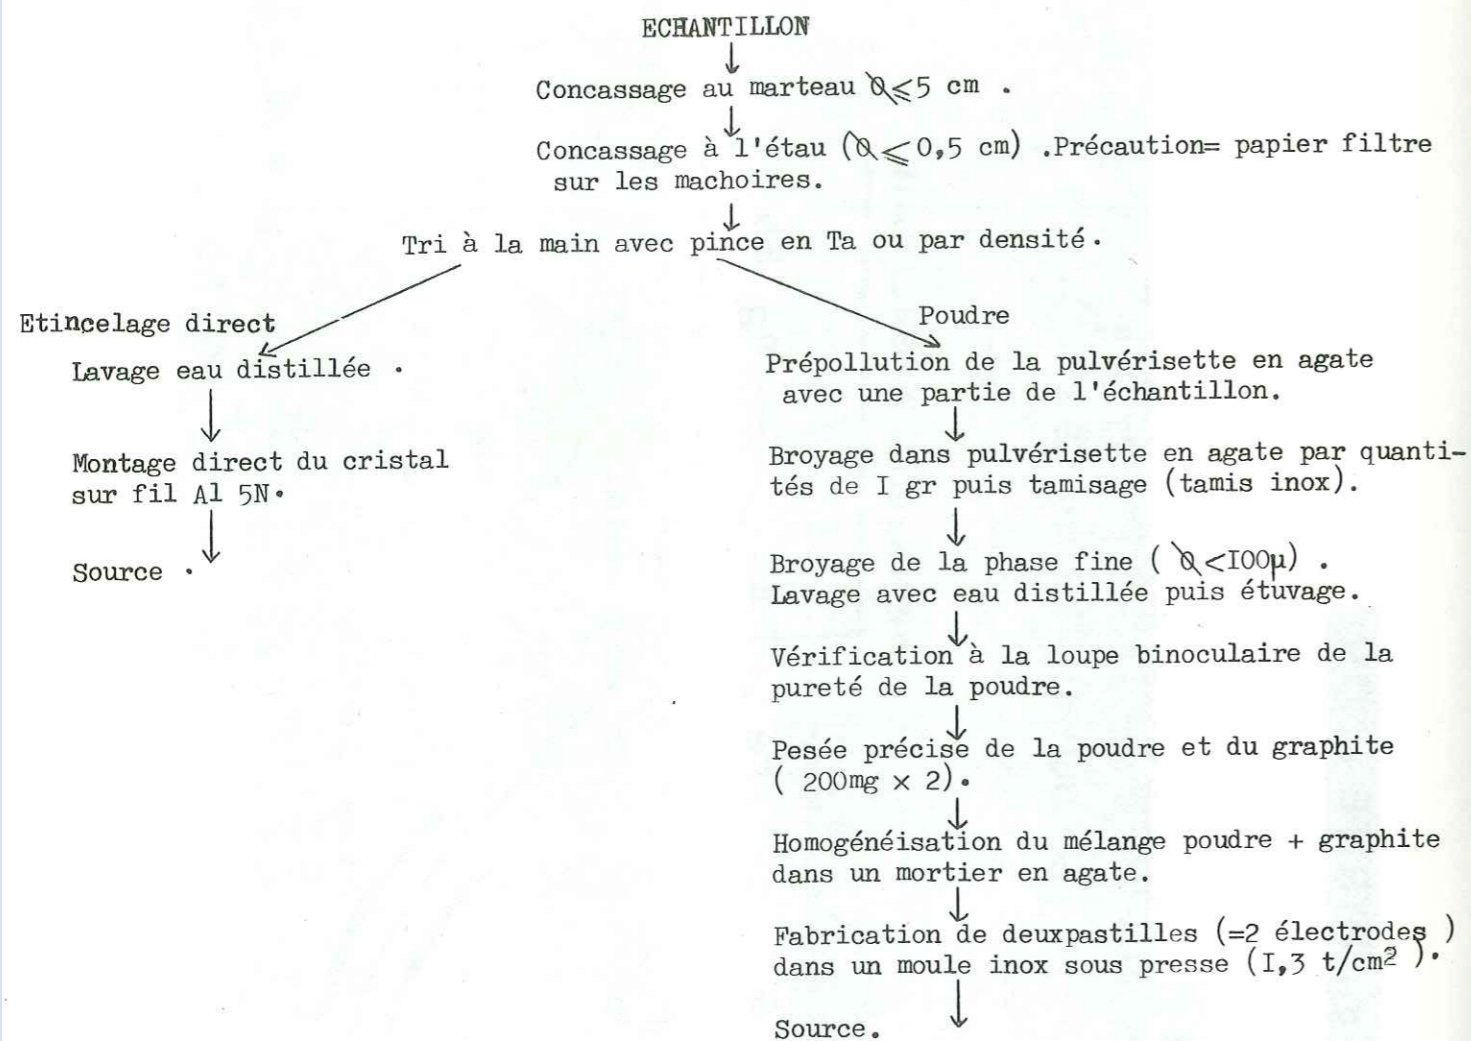 ECHANTILLON
Concassage au marteau Ø⩽5 cm .
Concassage à l'étau (Ø⩽0,5 cm) .Précaution= papier filtre
sur les machoires.
Tri à la main avec pince en Ta ou par densité.
Etincelage direct
Lavage eau distillée .
Montage direct du cristal
sur fil Al 5N.
Source .
Poudre
Prépollution de la pulvérisette en agate
avec une partie de l'échantillon.
Broyage dans pulvérisette en agate par quanti-
tés de I gr puis tamisage (tamis inox).
Broyage de la phase fine ( Ø<I00µ) .
Lavage avec eau distillée puis étuvage.
Vérification à la loupe binoculaire de la
pureté de la poudre.
Pesée précise de la poudre et du graphite
( 200mg × 2).
Homogénéisation du mélange poudre + graphite
dans un mortier en agate.
Fabrication de deuxpastilles (=2 électrodes )
dans un moule inox sous presse (I,3 t/cm² ).
Source.